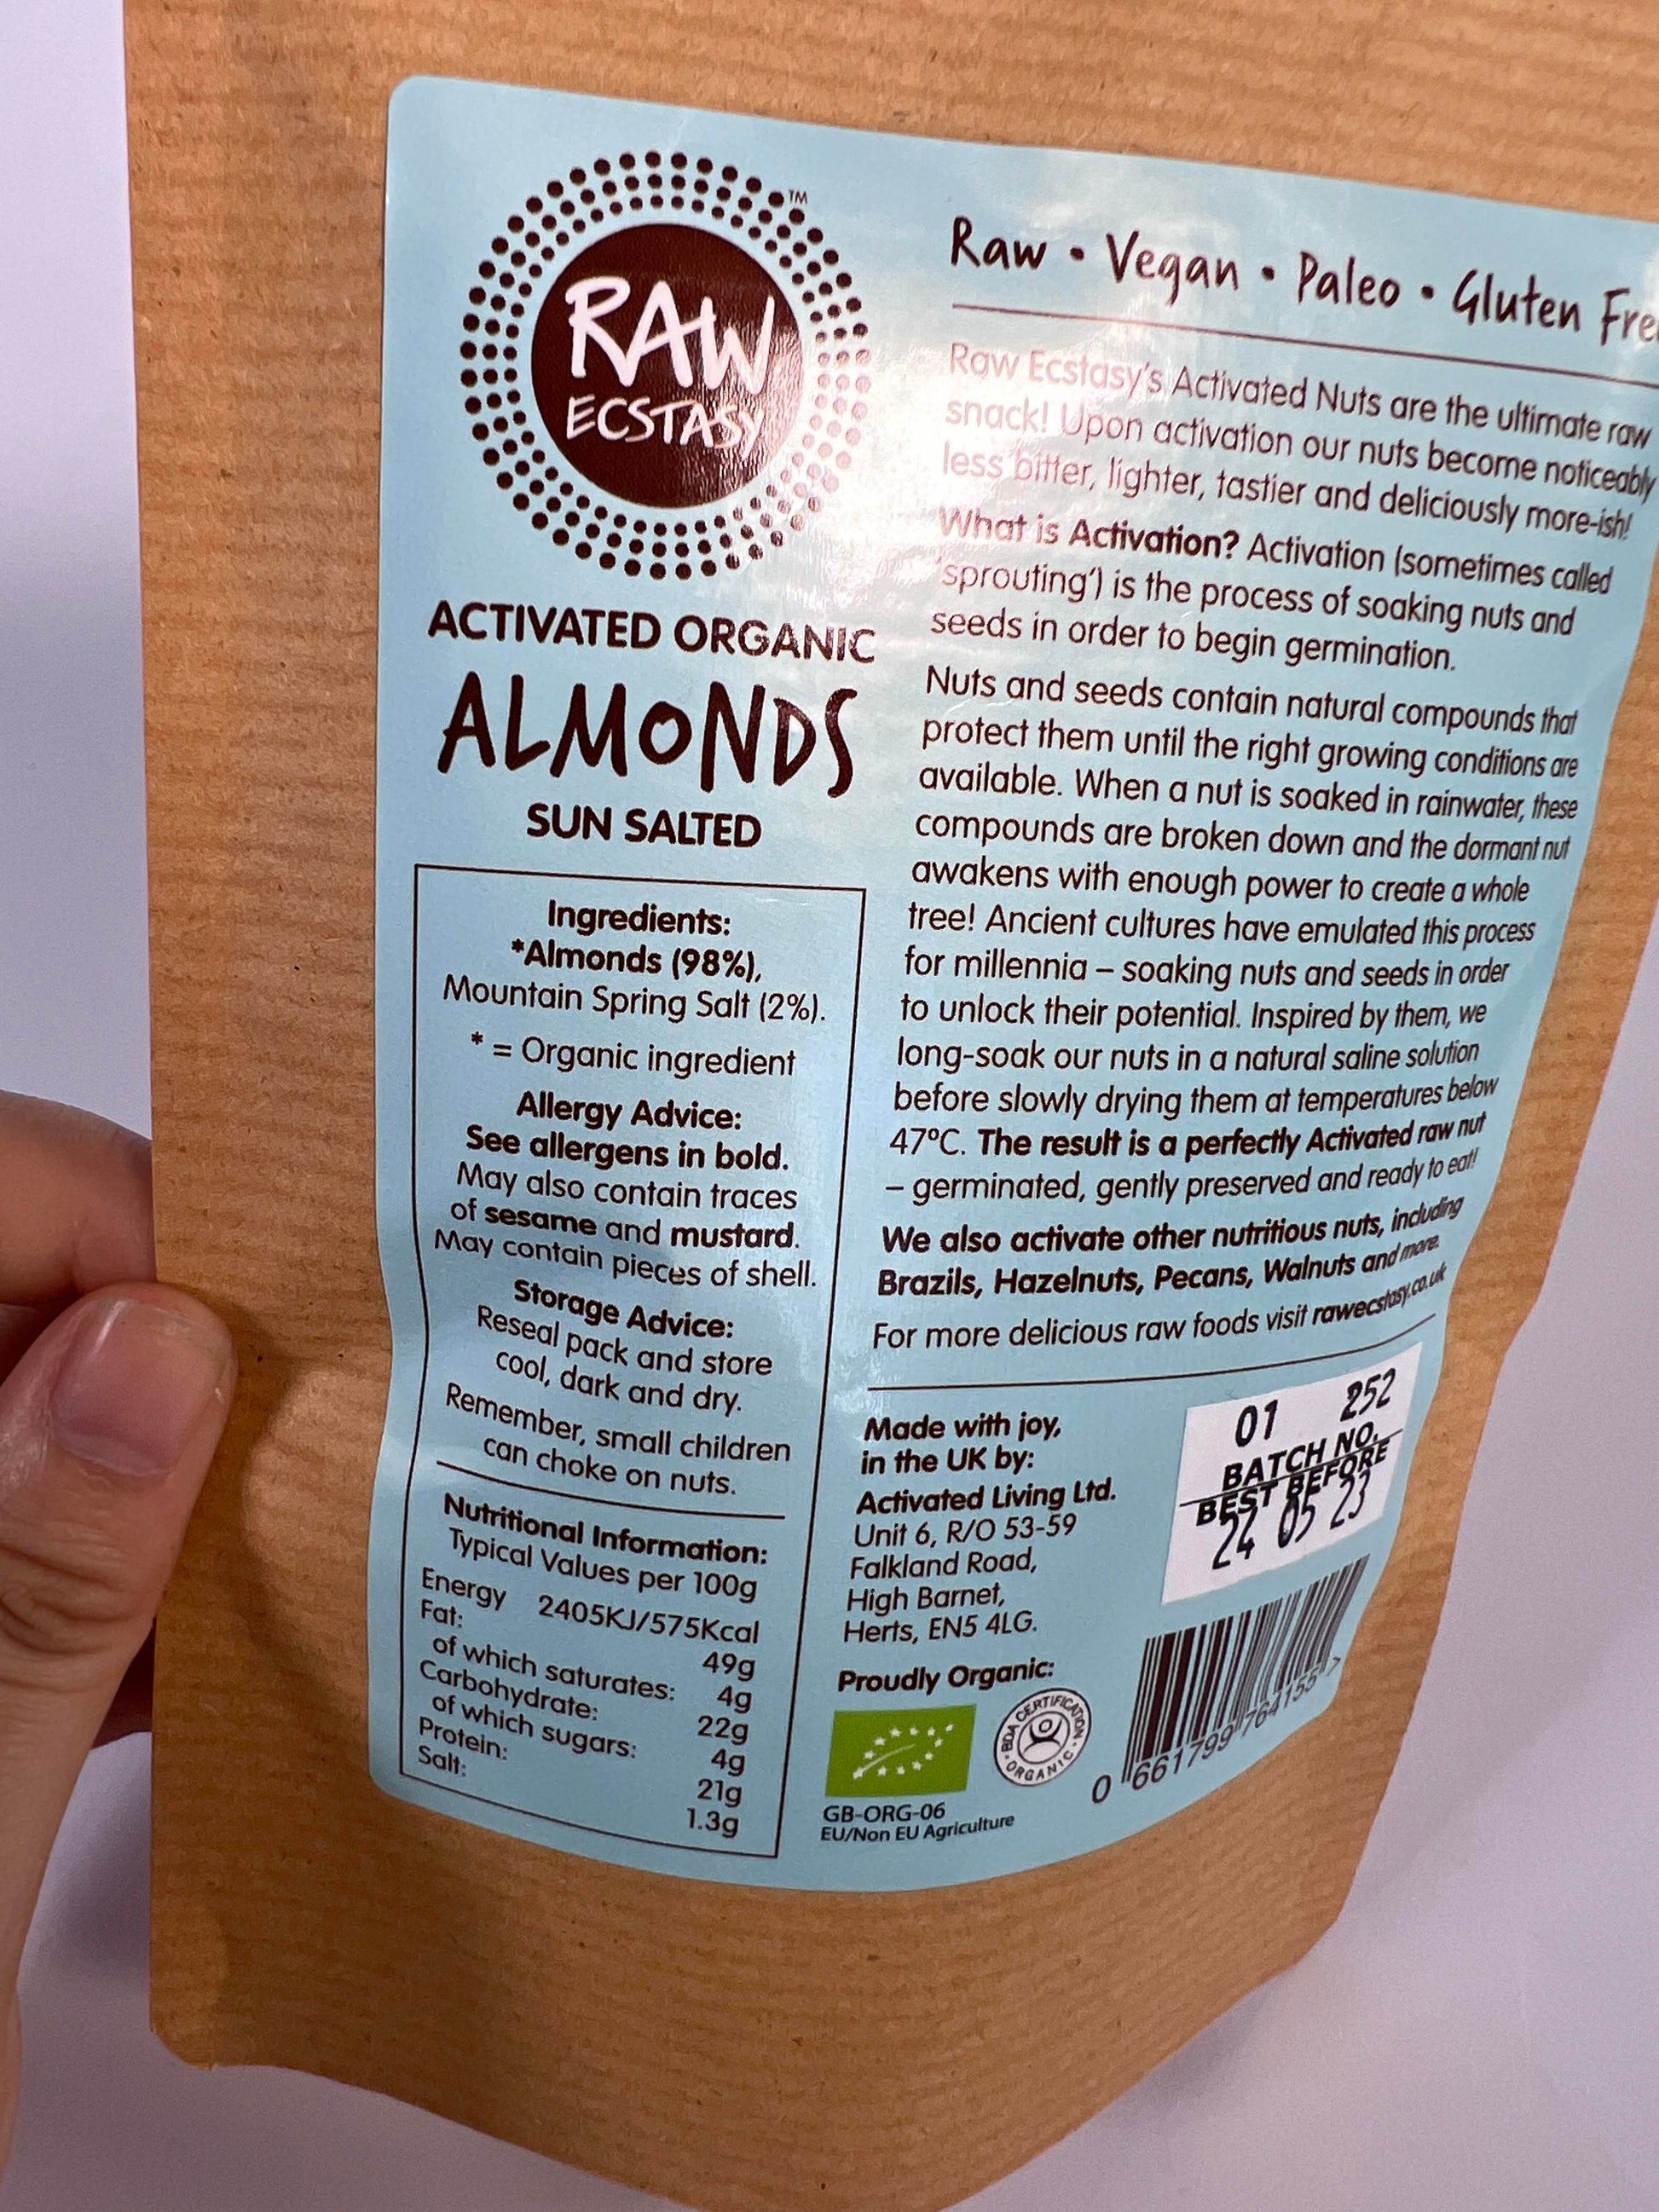 RAW
ECSTASY
TM
ACTIVATED ORGANIC
ALMONDS
SUN SALTED
Ingredients:
*Almonds (98%),
Mountain Spring Salt (2%).
* = Organic ingredient
Allergy Advice:
See allergens in bold.
May also contain traces
of sesame and mustard.
May contain pieces of shell.
Storage Advice:
Reseal pack and store
cool, dark and dry.
Remember, small children
can choke on nuts.
Nutritional Information:
Typical Values per 100g
Energy 2405KJ/575Kcal
Fat: 49g
of which saturates: 4g
Carbohydrate: 22g
of which sugars: 4g
Protein: 21g
Salt: 1.3g
Raw • Vegan • Paleo • Gluten
Raw Ecstasy's Activated Nuts are the ultimate raw
snack! Upon activation our nuts become noticeably
less bitter, lighter, tastier and deliciously more-ish!
What is Activation? Activation (sometimes called
'sprouting') is the process of soaking nuts and
seeds in order to begin germination.
Nuts and seeds contain natural compounds that
protect them until the right growing conditions are
available. When a nut is soaked in rainwater, these
compounds are broken down and the dormant nut
awakens with enough power to create a whole
tree! Ancient cultures have emulated this process
for millennia – soaking nuts and seeds in order
to unlock their potential. Inspired by them, we
long-soak our nuts in a natural saline solution
before slowly drying them at temperatures below
47°C. The result is a perfectly Activated raw nut
– germinated, gently preserved and ready to eat!
We also activate other nutritious nuts, including
Brazils, Hazelnuts, Pecans, Walnuts and more.
For more delicious raw foods visit rawecstasy.co.uk
Made with joy,
in the UK by:
Activated Living Ltd.
Unit 6, R/O 53-59
Falkland Road,
High Barnet,
Herts, EN5 4LG.
01 252
BATCH NO.
BEST BEFORE
24 05 23
Proudly Organic:
BDA CERTIFICATION
ORGANIC
GB-ORG-06
EU/Non EU Agriculture
0 661799 764155 7